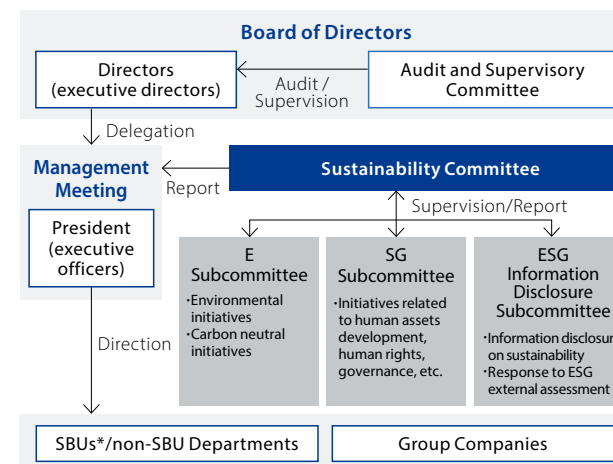 Board of Directors
Directors
(executive directors)
Audit /
Supervision
Audit and Supervisory
Committee
Delegation
Management
Meeting
Report
Sustainability Committee
President
(executive
officers)
Supervision/Report
E
Subcommittee
・Environmental
initiatives
・Carbon neutral
initiatives
SG
Subcommittee
・Initiatives related
to human assets
development,
human rights,
governance, etc.
ESG
Information
Disclosure
Subcommittee
・Information disclosur
on sustainability
・Response to ESG
external assessment
Direction
SBUs*/non-SBU Departments
Group Companies